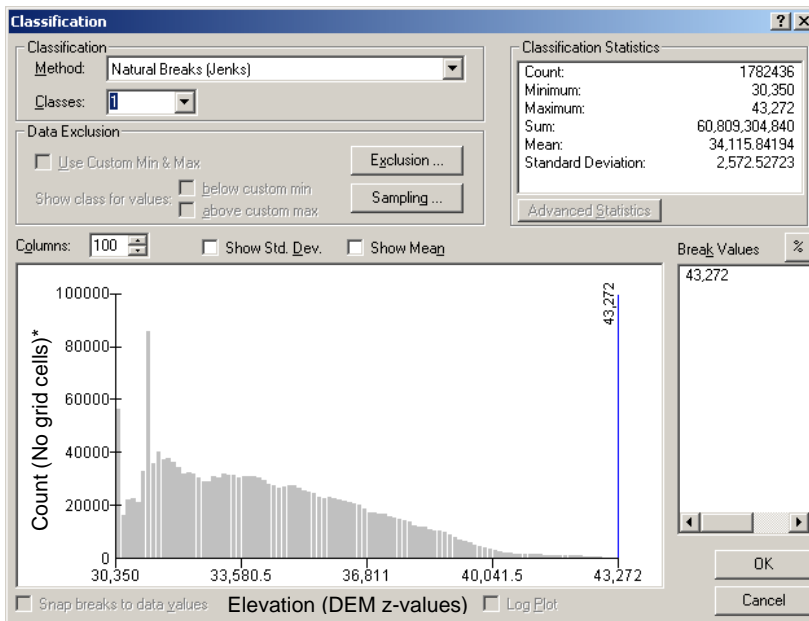 Classification
Classification
Method: Natural Breaks (Jenks)
Classes: 1
Data Exclusion
Use Custom Min & Max
Exclusion ...
Show class for values:
below custom min
above custom max
Sampling ...
Classification Statistics
Count: 1782436
Minimum: 30,350
Maximum: 43,272
Sum: 60,809,304,840
Mean: 34,115.84194
Standard Deviation: 2,572.52723
Advanced Statistics
Columns: 100
Show Std. Dev.
Show Mean
Break Values
%
43,272
Count (No grid cells)*
100000
80000
60000
40000
20000
0
43,272
30,350 33,580.5 36,811 40,041.5 43,272
OK
Cancel
Snap breaks to data values
Elevation (DEM z-values)
Log Plot